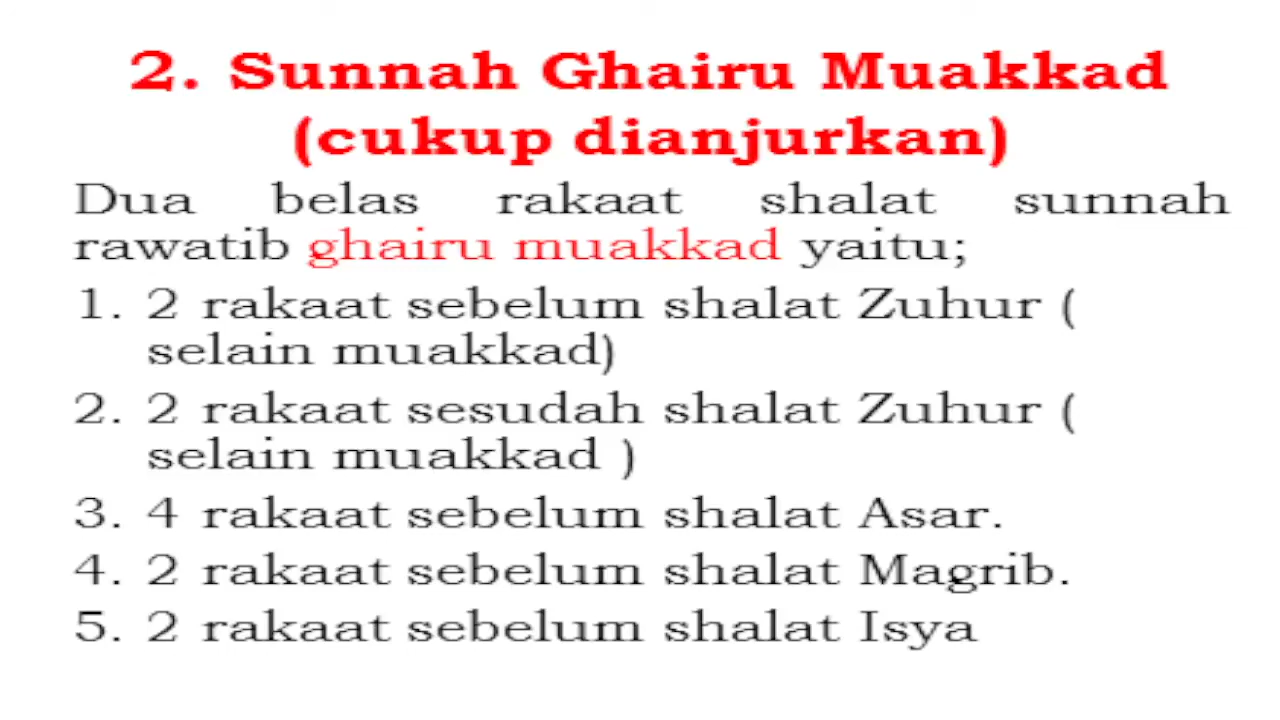 2. Sunnah Ghairu Muakkad
(cukup dianjurkan)
Dua belas rakaat shalat sunnah
rawatib ghairu muakkad yaitu;
1. 2 rakaat sebelum shalat Zuhur (
selain muakkad)
2. 2 rakaat sesudah shalat Zuhur (
selain muakkad )
3. 4 rakaat sebelum shalat Asar.
4. 2 rakaat sebelum shalat Magrib.
5. 2 rakaat sebelum shalat Isya